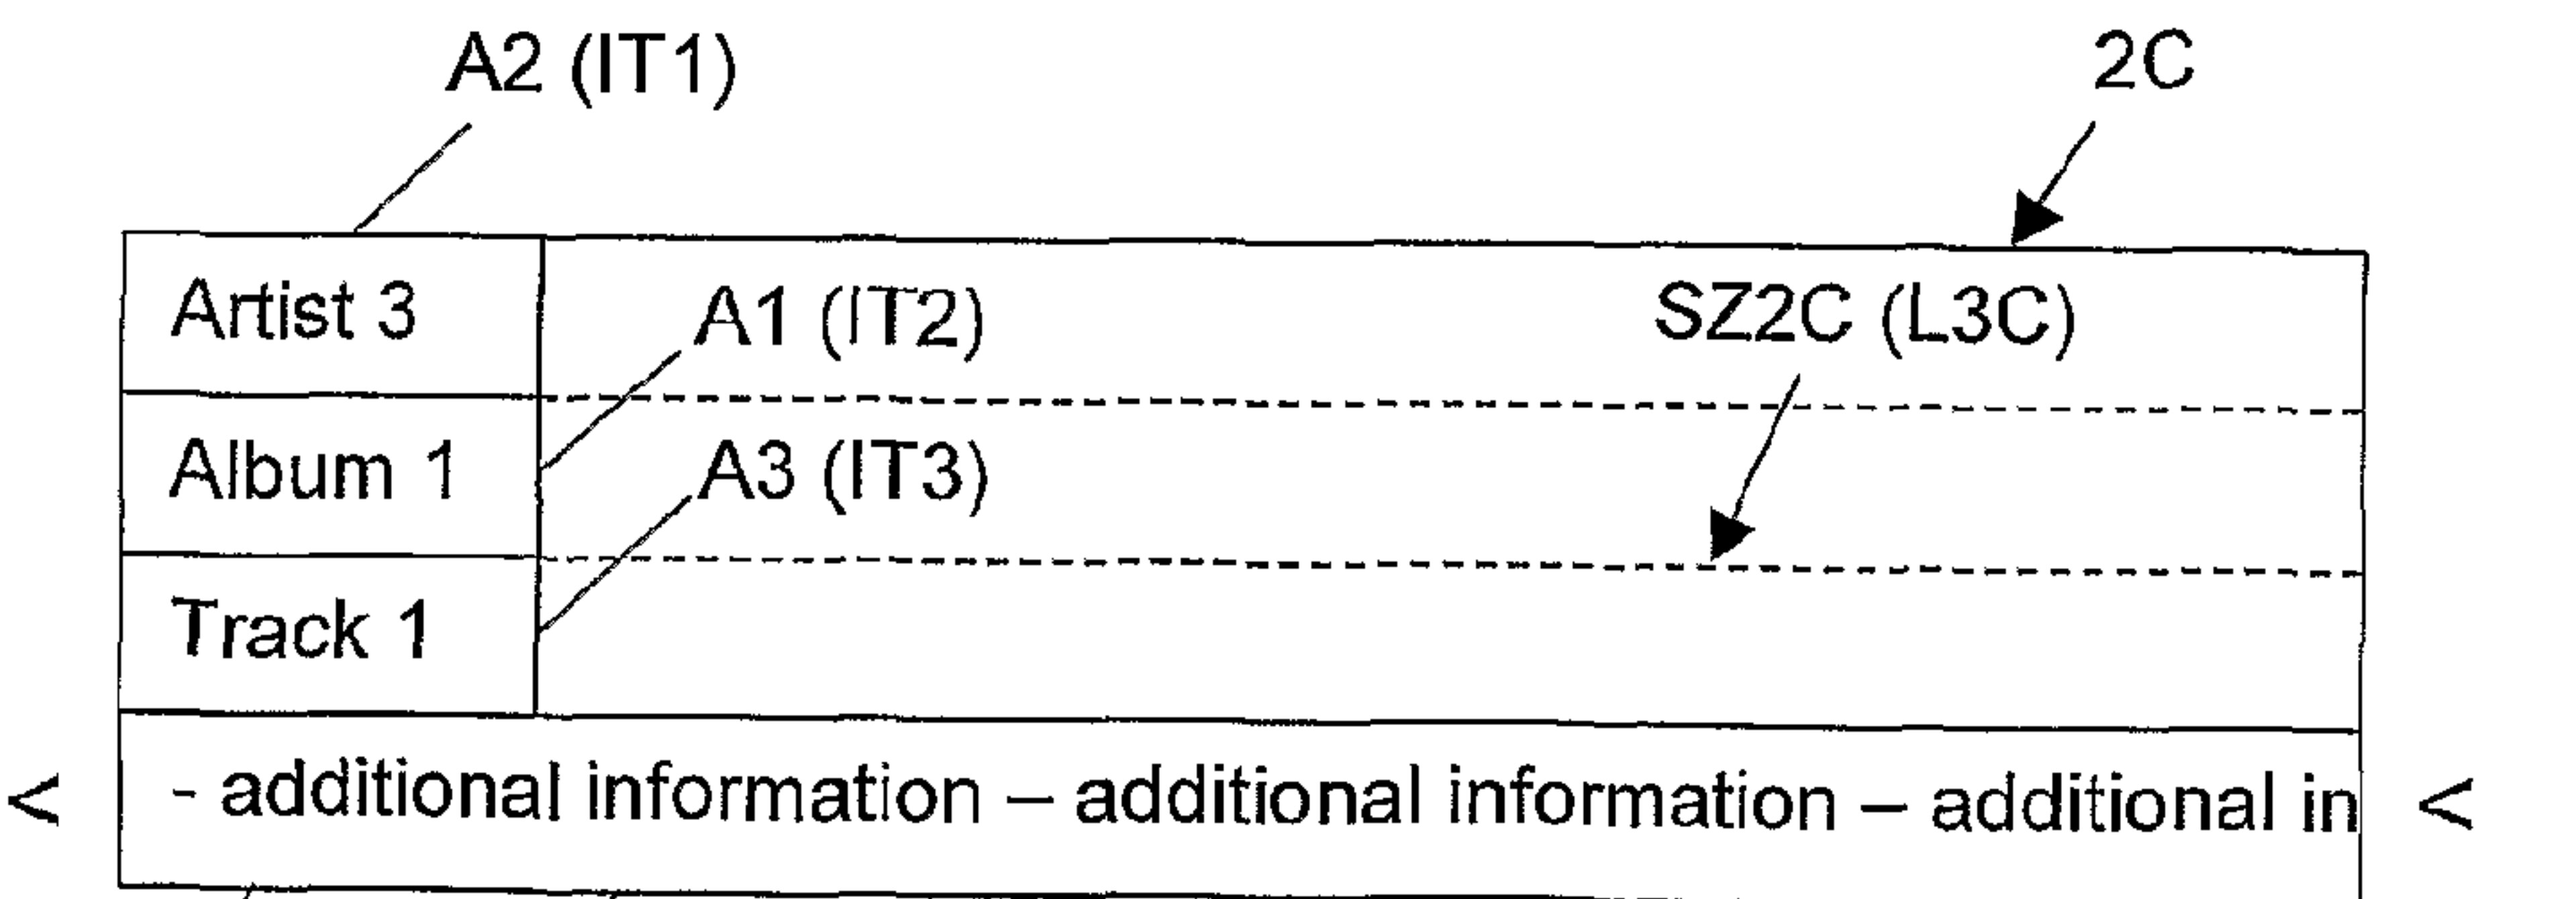 A2 (IT1) 2C
Artist 3 A1 (IT2) SZ2C (L3C)
Album 1 A3 (IT3)
Track 1
< - additional information – additional information – additional in <